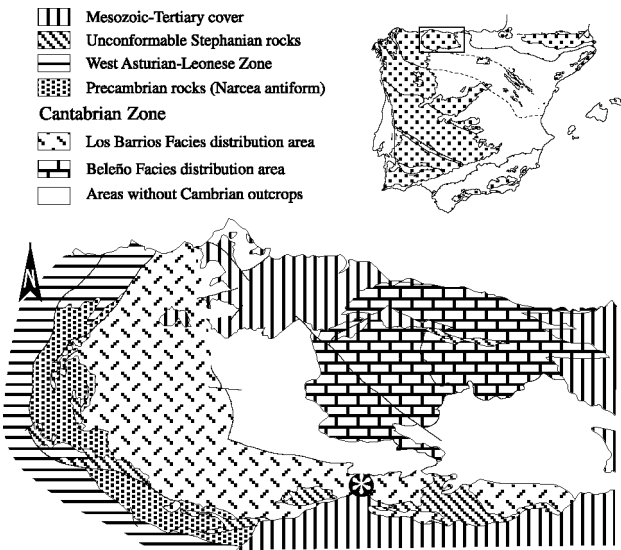 Mesozoic-Tertiary cover
Unconformable Stephanian rocks
West Asturian-Leonese Zone
Precambrian rocks (Narcea antiform)
Cantabrian Zone
Los Barrios Facies distribution area
Beleño Facies distribution area
Areas without Cambrian outcrops
N